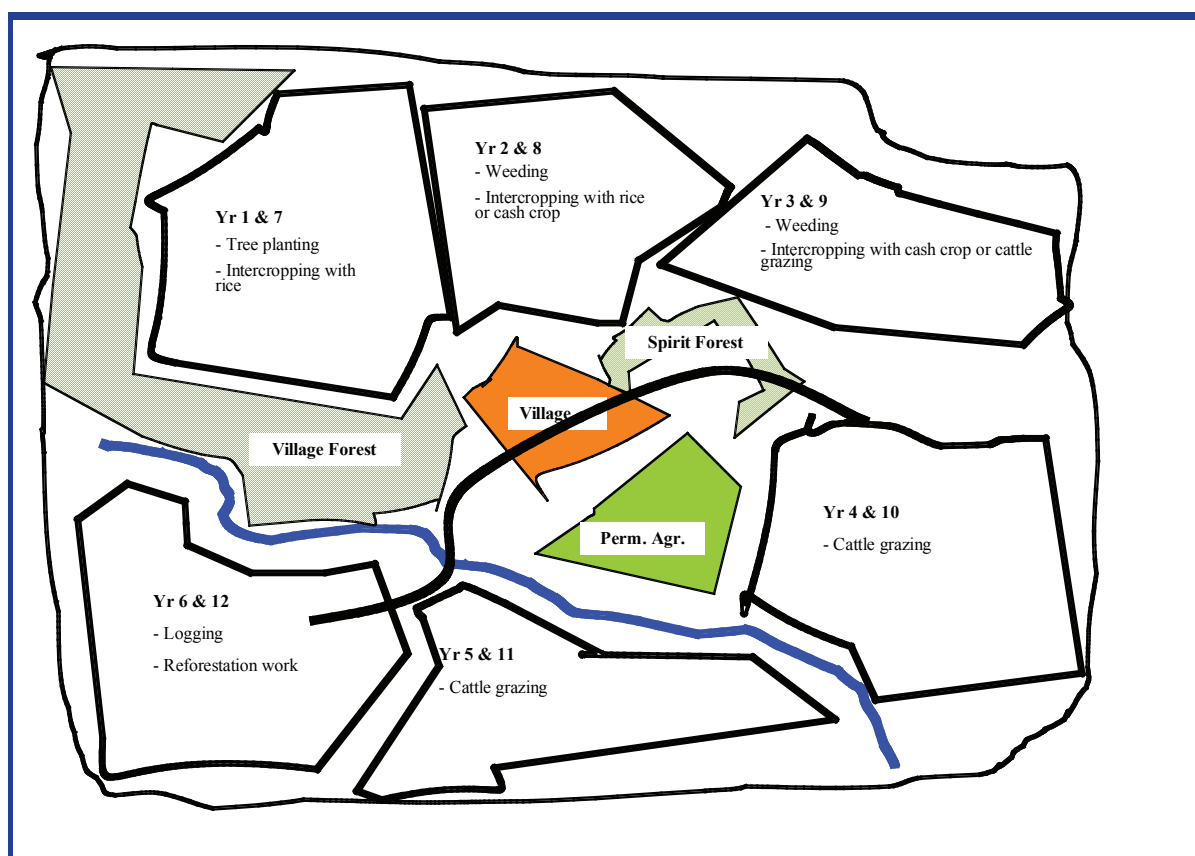 Yr 1 & 7
- Tree planting
- Intercropping with
rice
Yr 2 & 8
- Weeding
- Intercropping with rice
or cash crop
Yr 3 & 9
- Weeding
- Intercropping with cash crop or cattle
grazing
Spirit Forest
Village
Village Forest
Perm. Agr.
Yr 4 & 10
- Cattle grazing
Yr 6 & 12
- Logging
- Reforestation work
Yr 5 & 11
- Cattle grazing